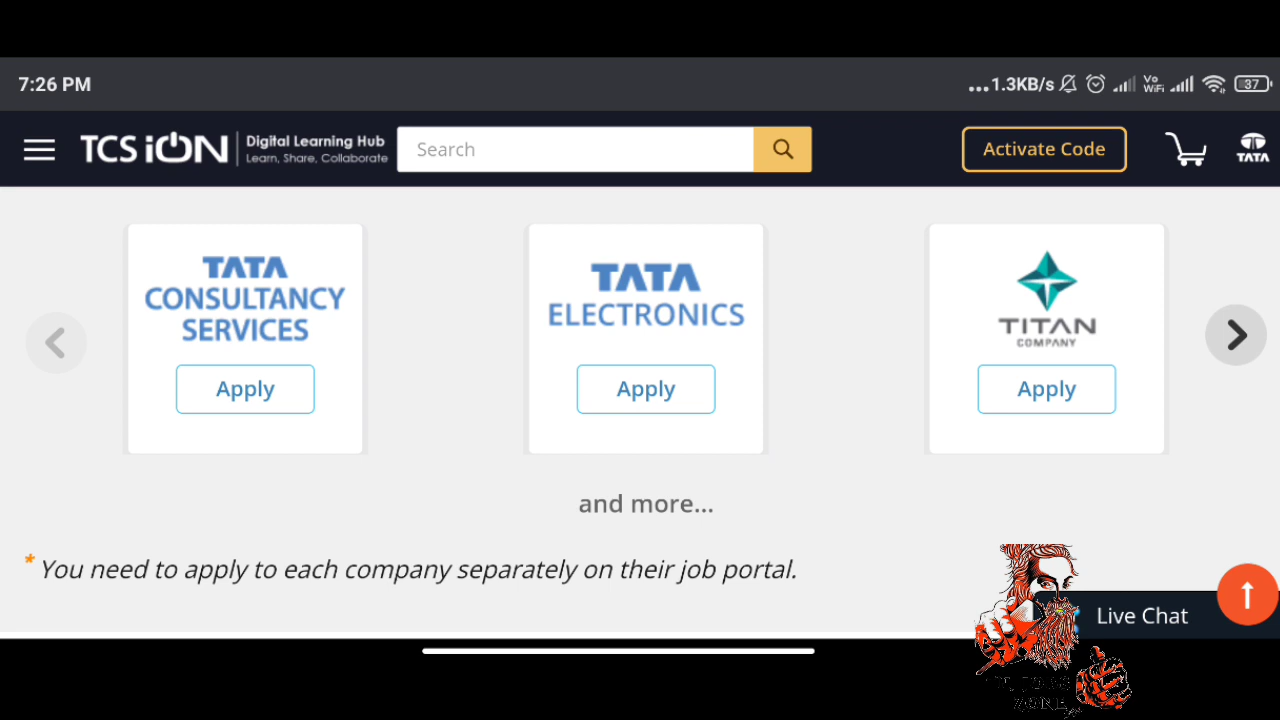 7:26 PM
...1.3KB/s
Vo
WiFi
37
TCS iON
Digital Learning Hub
Learn, Share, Collaborate
Search
Activate Code
TATA
TATA
CONSULTANCY
SERVICES
Apply
TATA
ELECTRONICS
Apply
TITAN
COMPANY
Apply
and more...
* You need to apply to each company separately on their job portal.
Live Chat
ZONE